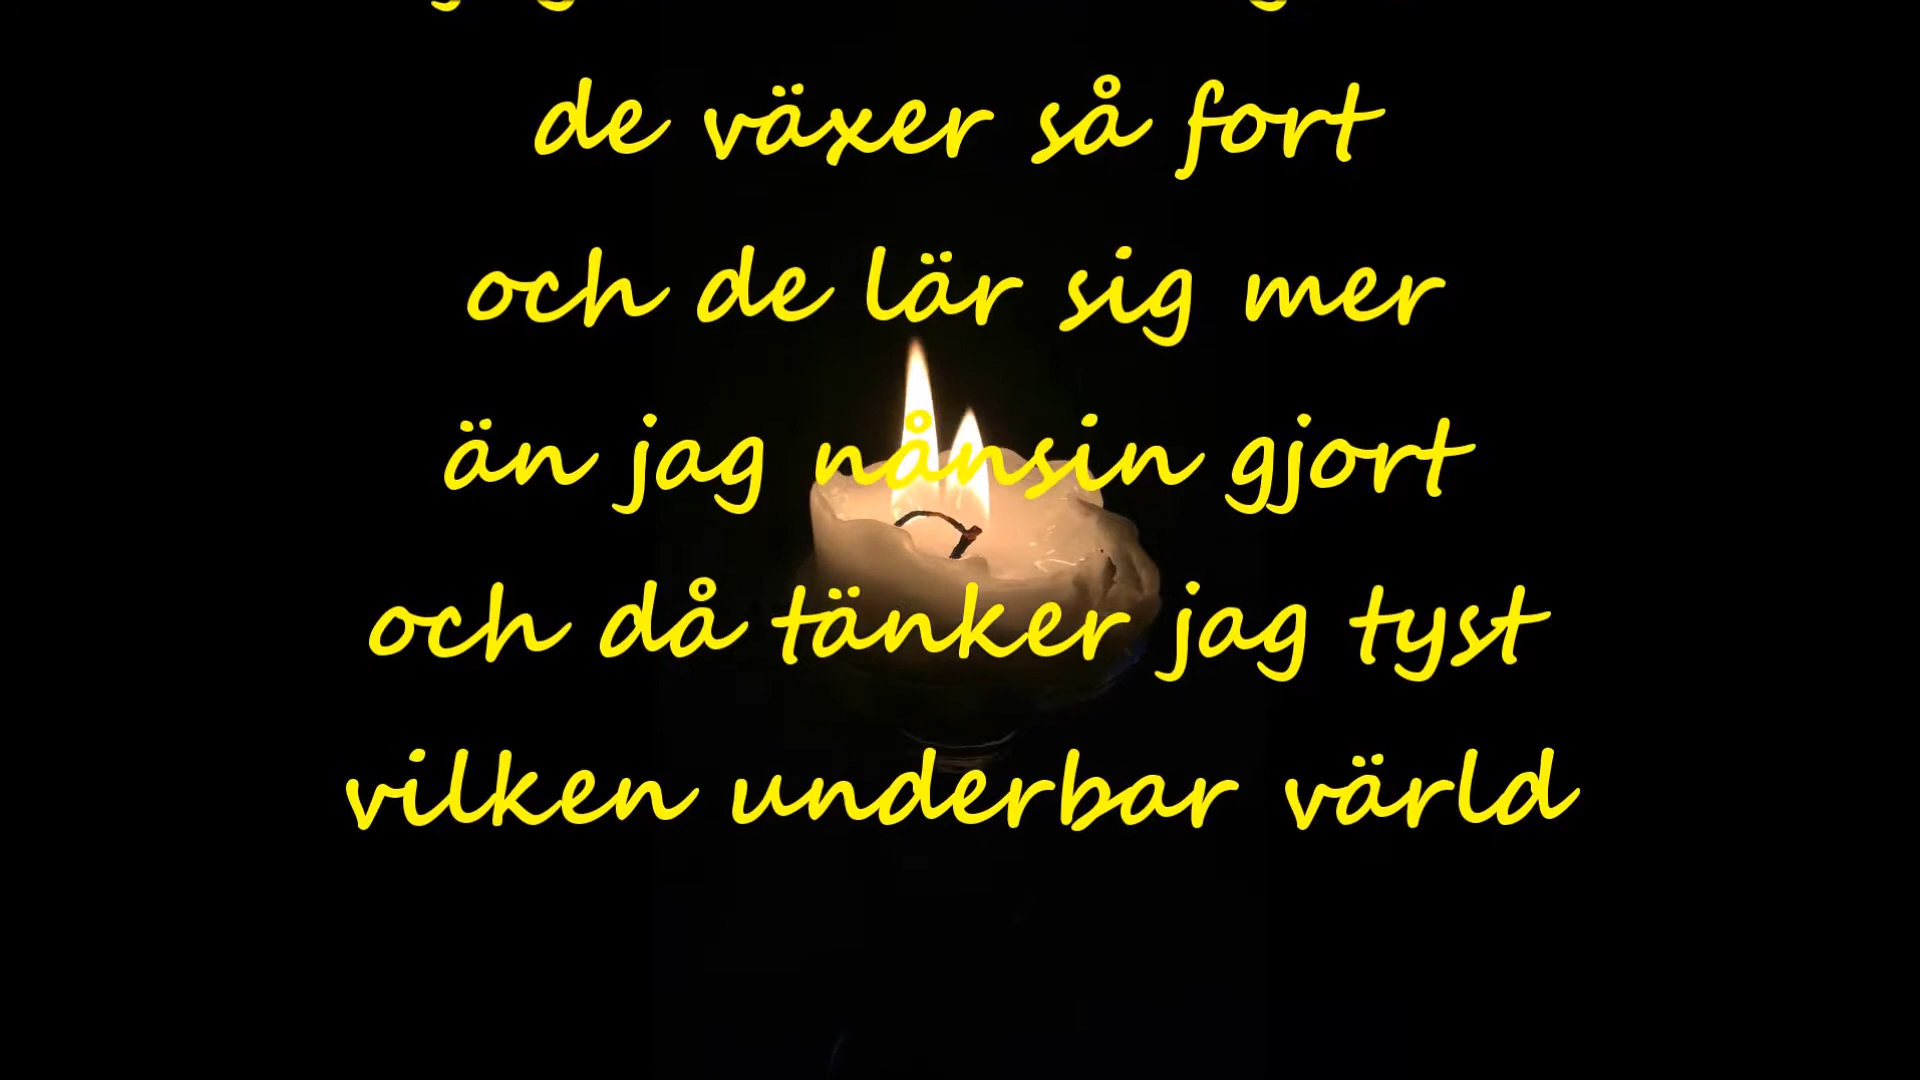 de växer så fort
och de lär sig mer
än jag nånsin gjort
och då tänker jag tyst
vilken underbar värld